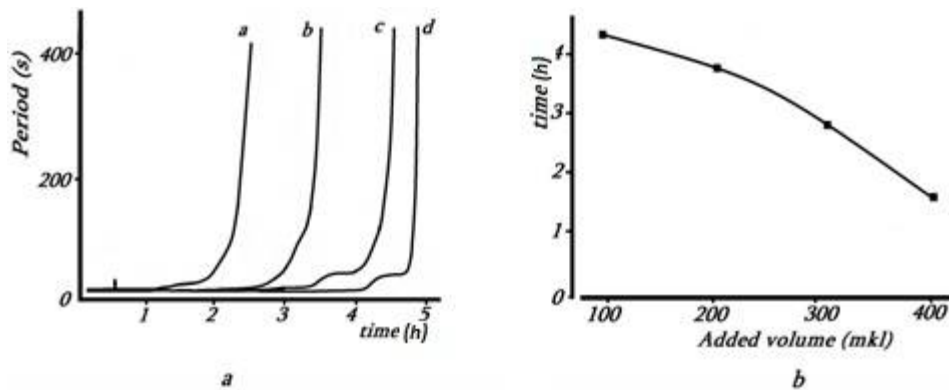 a b c d
400
Period (s)
200
0
1 2 3 4 5
time (h)
a
4
time (h)
3
2
1
0
100 200 300 400
Added volume (mkl)
b